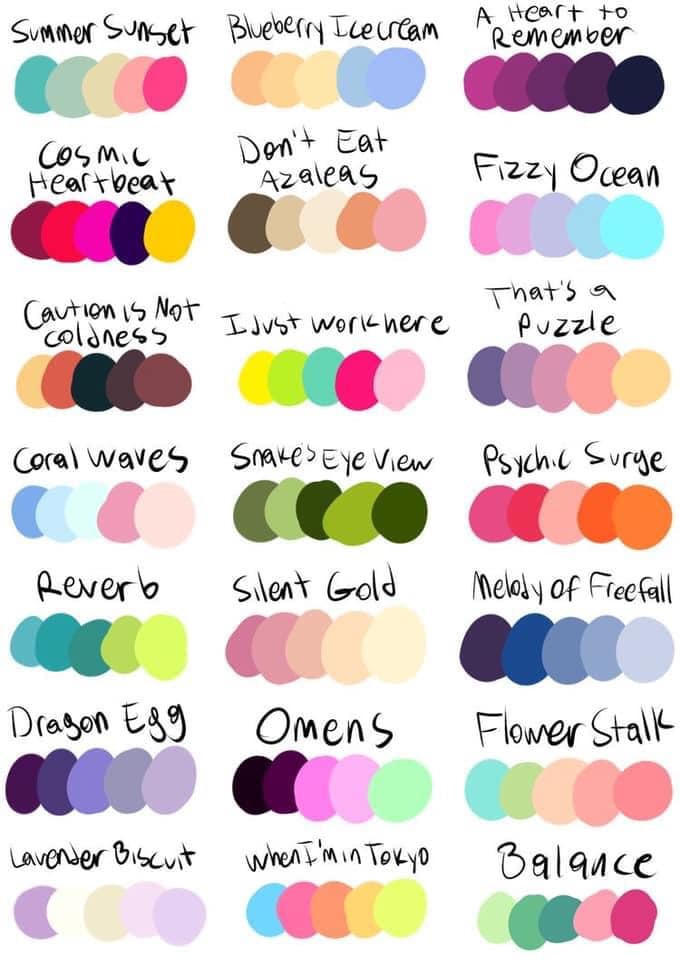 Summer Sunset
Blueberry Icecream
A Heart to
Remember
Cosmic
Heartbeat
Don't Eat
Azaleas
Fizzy Ocean
Caution is Not
coldness
I Just work here
That's a
Puzzle
Coral waves
Snake's Eye View
Psychic Surge
Reverb
Silent Gold
Melody of Freefall
Dragon Egg
Omens
Flower Stalk
Lavender Biscuit
When I'm in Tokyo
Balance